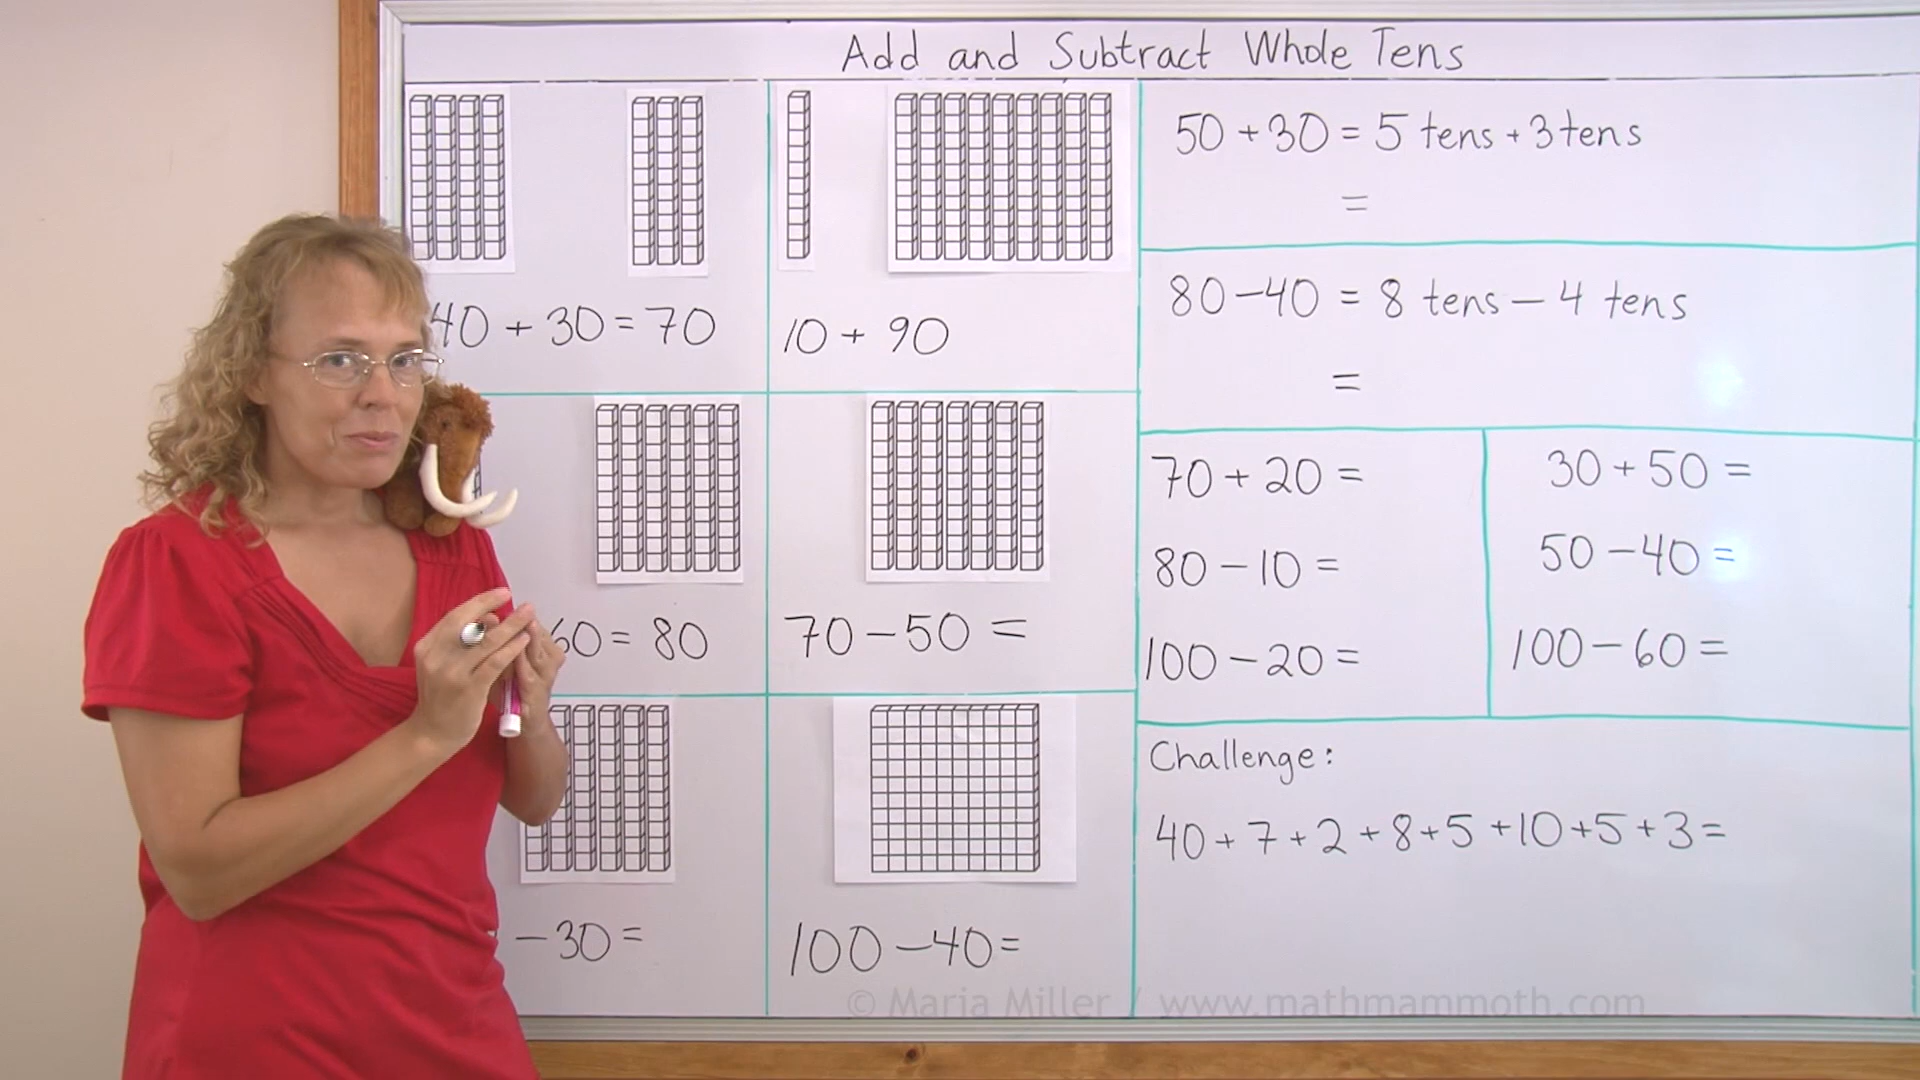 Add and Subtract Whole Tens
40 + 30 = 70
10 + 90
60 = 80
70 - 50 =
- 30 =
100 - 40 =
50 + 30 = 5 tens + 3 tens
=
80 - 40 = 8 tens - 4 tens
=
70 + 20 =
80 - 10 =
100 - 20 =
30 + 50 =
50 - 40 =
100 - 60 =
Challenge:
40 + 7 + 2 + 8 + 5 + 10 + 5 + 3 =
© Maria Miller / www.mathmammoth.com